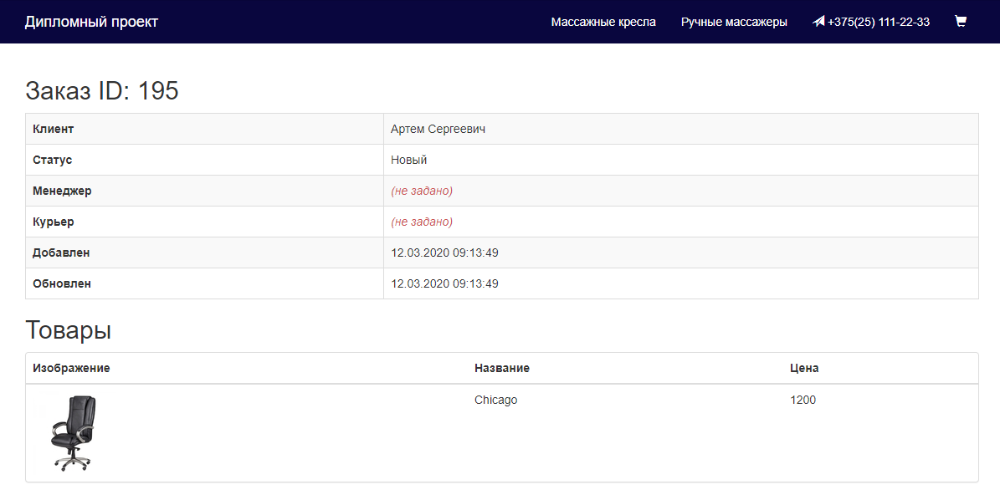 Дипломный проект Массажные кресла Ручные массажеры +375(25) 111-22-33
Заказ ID: 195
Клиент Артем Сергеевич
Статус Новый
Менеджер (не задано)
Курьер (не задано)
Добавлен 12.03.2020 09:13:49
Обновлен 12.03.2020 09:13:49
Товары
Изображение Название Цена
Chicago 1200